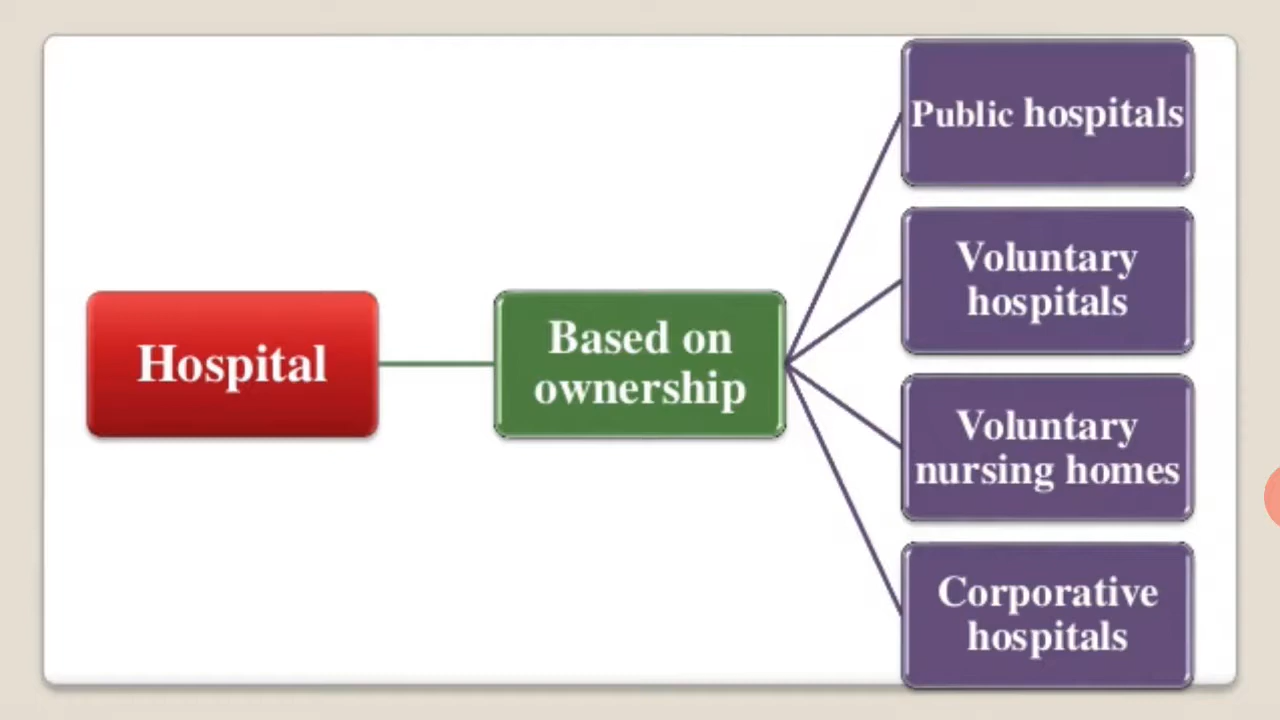 Hospital
Based on
ownership
Public hospitals
Voluntary
hospitals
Voluntary
nursing homes
Corporative
hospitals